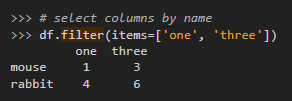 >>> # select columns by name
>>> df.filter(items=['one', 'three'])
one three
mouse 1 3
rabbit 4 6